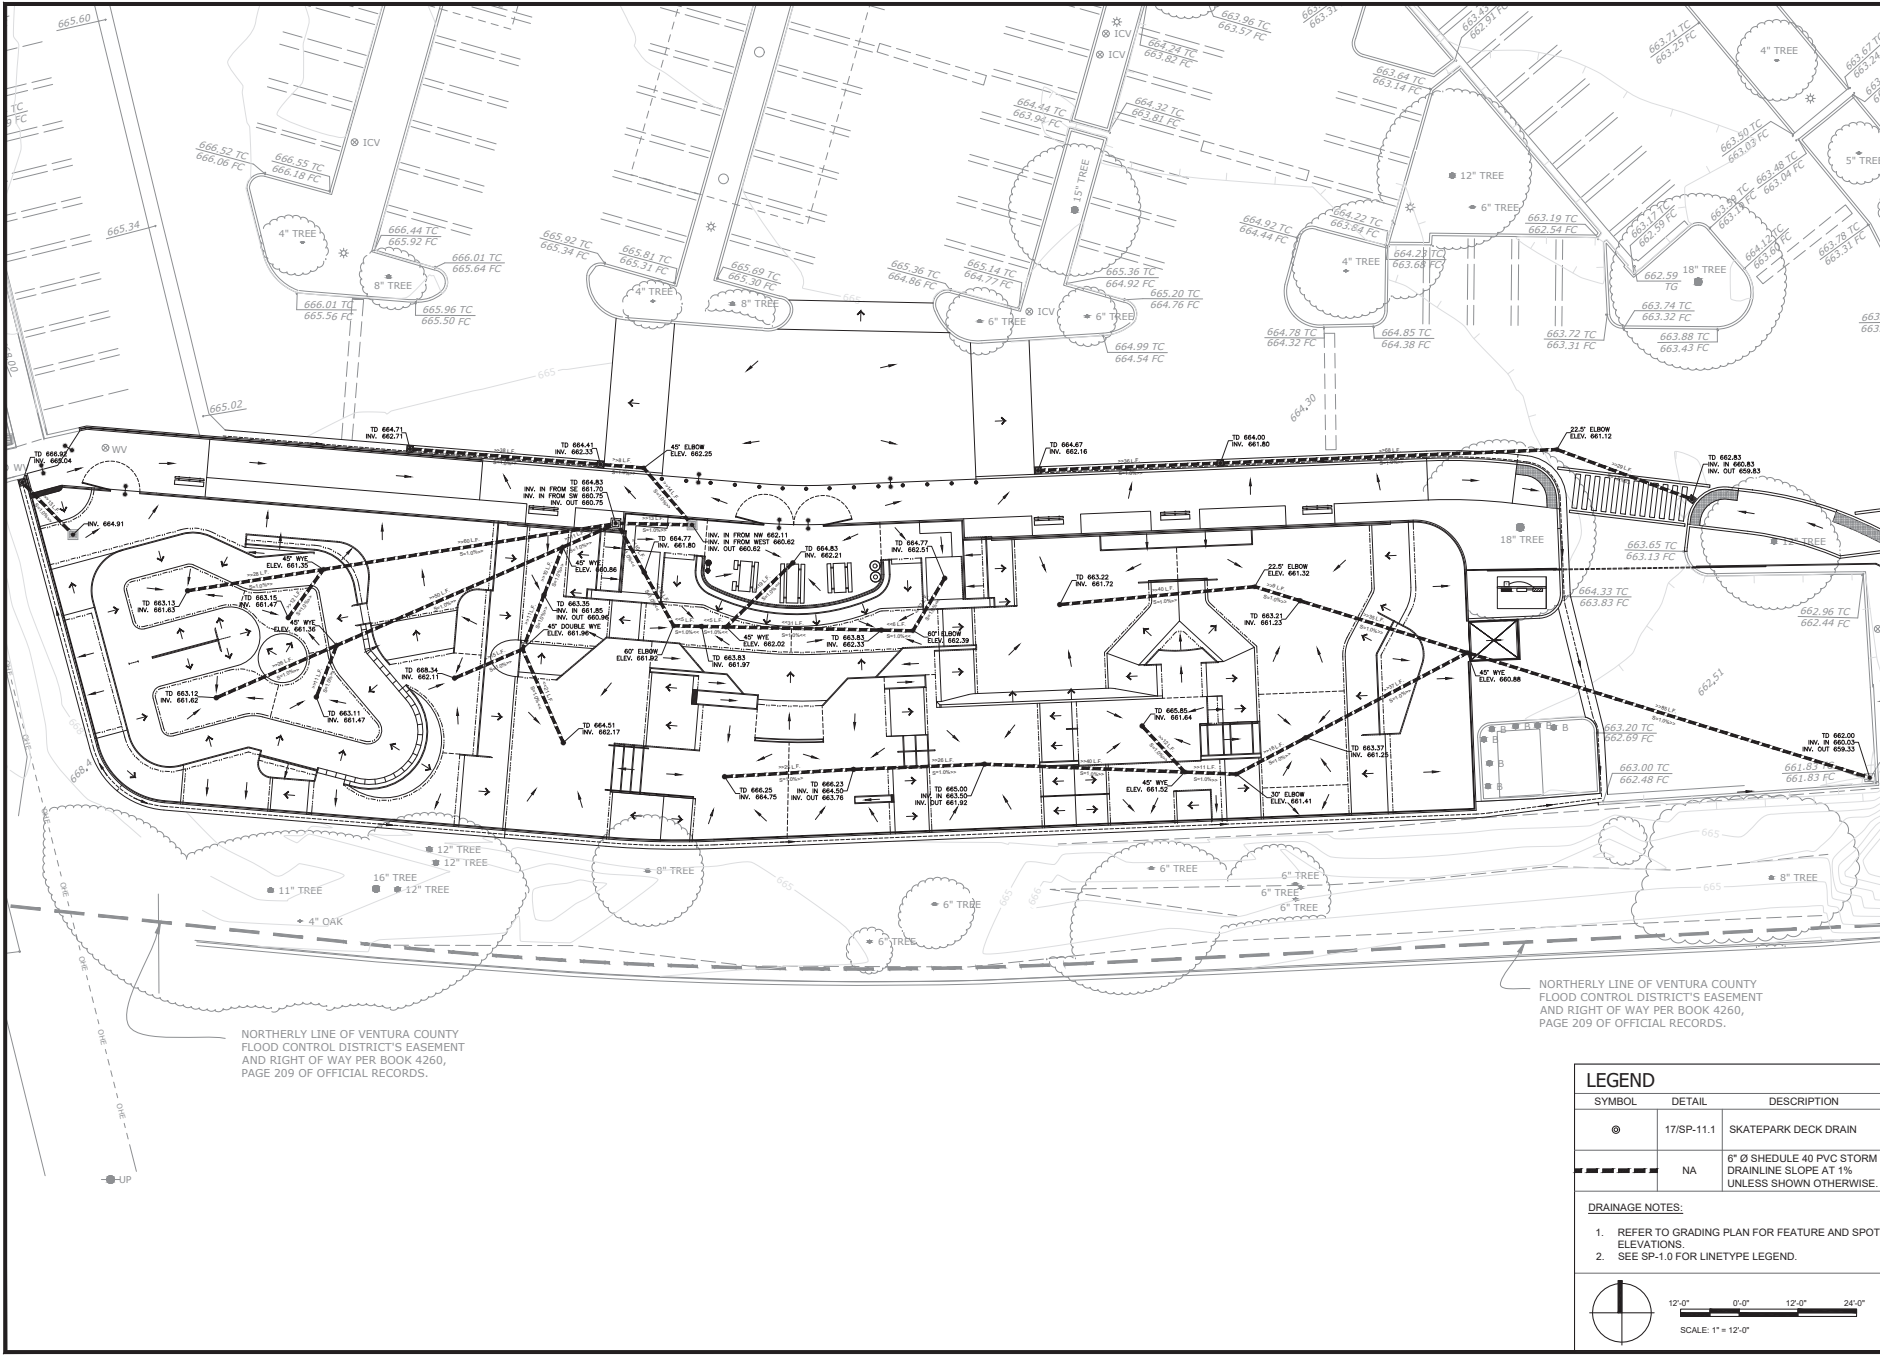 665.60
663.96 TC
663.57 FC
663.71 TC
663.25 FC
4" TREE
664.24 TC
663.82 FC
ICV
ICV
663.64 TC
663.14 FC
664.44 TC
663.94 FC
664.32 TC
663.81 FC
663.50 TC
663.03 FC
663.48 TC
663.04 FC
5" TREE
666.52 TC
666.06 FC
666.55 TC
666.18 FC
ICV
15" TREE
12" TREE
6" TREE
663.19 TC
662.54 FC
663.17 TC
662.59 FC
665.34
4" TREE
666.44 TC
665.92 FC
666.01 TC
665.64 FC
8" TREE
666.01 TC
665.56 FC
665.96 TC
665.50 FC
665.92 TC
665.34 FC
665.81 TC
665.31 FC
665.69 TC
665.30 FC
4" TREE
8" TREE
665.36 TC
664.86 FC
665.14 TC
664.77 FC
665.36 TC
664.92 FC
665.20 TC
664.76 FC
6" TREE
ICV
6" TREE
664.99 TC
664.54 FC
664.92 TC
664.44 FC
664.22 TC
663.84 FC
4" TREE
664.23 TC
663.68 FC
664.78 TC
664.32 FC
664.85 TC
664.38 FC
662.59
TG
18" TREE
663.78 TC
663.31 FC
663.74 TC
663.32 FC
663.72 TC
663.31 FC
663.88 TC
663.43 FC
665
665
665.02
664.30
WV
TD 664.71
INV. 662.71
TD 664.41
INV. 662.33
45° ELBOW
ELEV. 662.25
TD 664.67
INV. 662.16
TD 664.00
INV. 661.80
22.5° ELBOW
ELEV. 661.12
TD 662.83
INV. IN 660.83
INV. OUT 659.83
INV. 665.04
INV. 664.91
TD 664.83
INV. IN FROM SE 661.70
INV. IN FROM SW 660.75
INV. OUT 660.75
TD 664.77
INV. 661.80
INV. IN FROM NW 662.11
INV. IN FROM WEST 660.62
INV. OUT 660.62
TD 664.83
INV. 662.21
TD 664.77
INV. 662.51
18" TREE
663.65 TC
663.13 FC
12" TREE
664.33 TC
663.83 FC
662.96 TC
662.44 FC
45° WYE
ELEV. 661.35
45° WYE
ELEV. 660.86
TD 663.13
INV. 661.63
TD 663.15
INV. 661.47
45° WYE
ELEV. 661.36
TD 663.35
INV. IN 661.85
INV. OUT 660.96
45° DOUBLE WYE
ELEV. 661.96
TD 663.22
INV. 661.72
22.5° ELBOW
ELEV. 661.32
TD 663.21
INV. 661.23
60° ELBOW
ELEV. 661.92
TD 663.83
INV. 661.97
45° WYE
ELEV. 662.02
TD 663.83
INV. 662.33
60° ELBOW
ELEV. 662.39
TD 668.34
INV. 662.11
TD 663.12
INV. 661.62
TD 663.11
INV. 661.47
TD 664.51
INV. 662.17
45° WYE
ELEV. 660.88
662.51
TD 665.85
INV. 661.64
TD 663.37
INV. 661.25
663.20 TC
662.69 FC
TD 662.00
INV. IN 660.03
INV. OUT 659.33
TD 666.25
INV. 664.75
TD 666.23
INV. IN 664.50
INV. OUT 663.76
TD 665.00
INV. IN 663.50
INV. OUT 661.92
45° WYE
ELEV. 661.52
30° ELBOW
ELEV. 661.41
B B B B
B
B
B
663.00 TC
662.48 FC
661.83 TC
661.83 FC
OHE
12" TREE
12" TREE
16" TREE
12" TREE
11" TREE
4" OAK
8" TREE
6" TREE
6" TREE
6" TREE
6" TREE
6" TREE
6" TREE
8" TREE
665
665
665
665
OHE
OHE
OHE
OHE
UP
NORTHERLY LINE OF VENTURA COUNTY
FLOOD CONTROL DISTRICT'S EASEMENT
AND RIGHT OF WAY PER BOOK 4260,
PAGE 209 OF OFFICIAL RECORDS.
NORTHERLY LINE OF VENTURA COUNTY
FLOOD CONTROL DISTRICT'S EASEMENT
AND RIGHT OF WAY PER BOOK 4260,
PAGE 209 OF OFFICIAL RECORDS.
LEGEND
SYMBOL DETAIL DESCRIPTION
17/SP-11.1 SKATEPARK DECK DRAIN
NA
6" Ø SHEDULE 40 PVC STORM
DRAINLINE SLOPE AT 1%
UNLESS SHOWN OTHERWISE.
DRAINAGE NOTES:
1. REFER TO GRADING PLAN FOR FEATURE AND SPOT
ELEVATIONS.
2. SEE SP-1.0 FOR LINETYPE LEGEND.
12'-0" 0'-0" 12'-0" 24'-0"
SCALE: 1" = 12'-0"